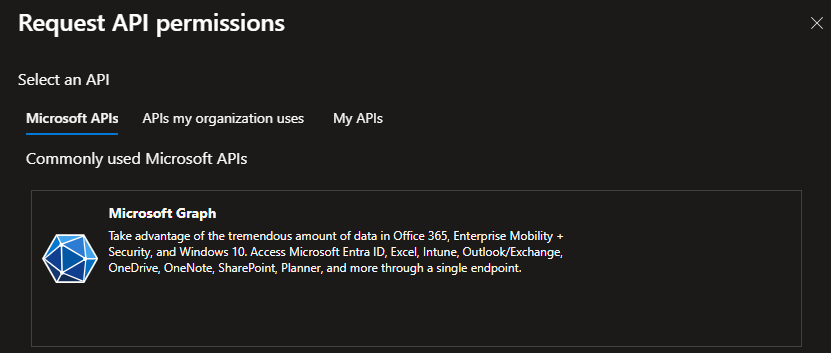 Request API permissions
Select an API
Microsoft APIs APIs my organization uses My APIs
Commonly used Microsoft APIs
Microsoft Graph
Take advantage of the tremendous amount of data in Office 365, Enterprise Mobility +
Security, and Windows 10. Access Microsoft Entra ID, Excel, Intune, Outlook/Exchange,
OneDrive, OneNote, SharePoint, Planner, and more through a single endpoint.